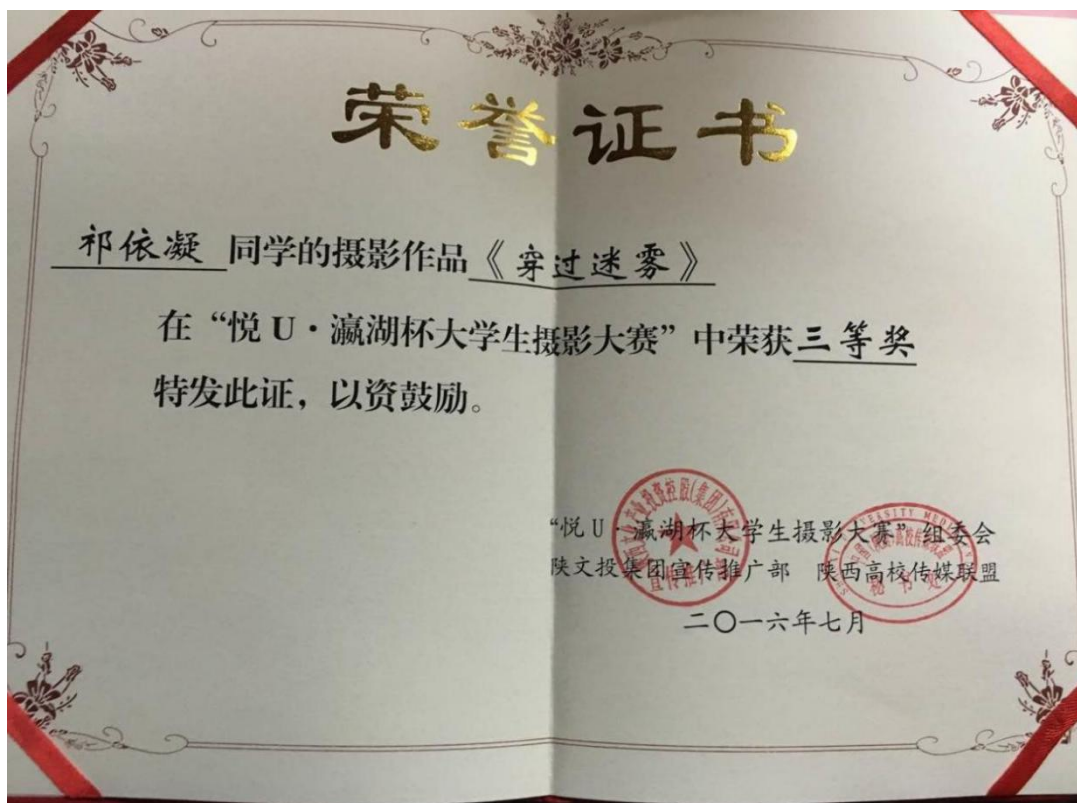 荣誉证书
祁依凝 同学的摄影作品《穿过迷雾》
在“悦U·瀛湖杯大学生摄影大赛”中荣获三等奖
特发此证，以资鼓励。
“悦U·瀛湖杯大学生摄影大赛”组委会
陕文投集团宣传推广部 陕西高校传媒联盟
二〇一六年七月